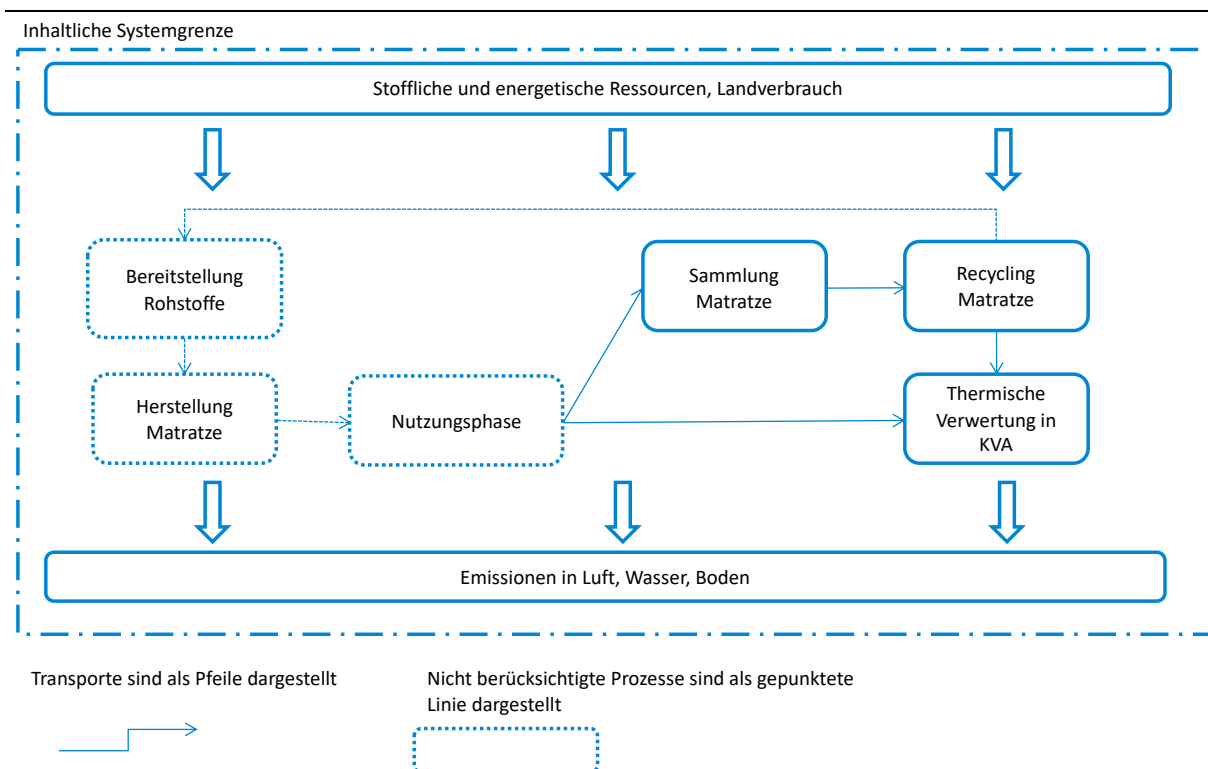 Inhaltliche Systemgrenze
Stoffliche und energetische Ressourcen, Landverbrauch
Bereitstellung
Rohstoffe
Sammlung
Matratze
Recycling
Matratze
Herstellung
Matratze
Nutzungsphase
Thermische
Verwertung in
KVA
Emissionen in Luft, Wasser, Boden
Transporte sind als Pfeile dargestellt
Nicht berücksichtigte Prozesse sind als gepunktete
Linie dargestellt